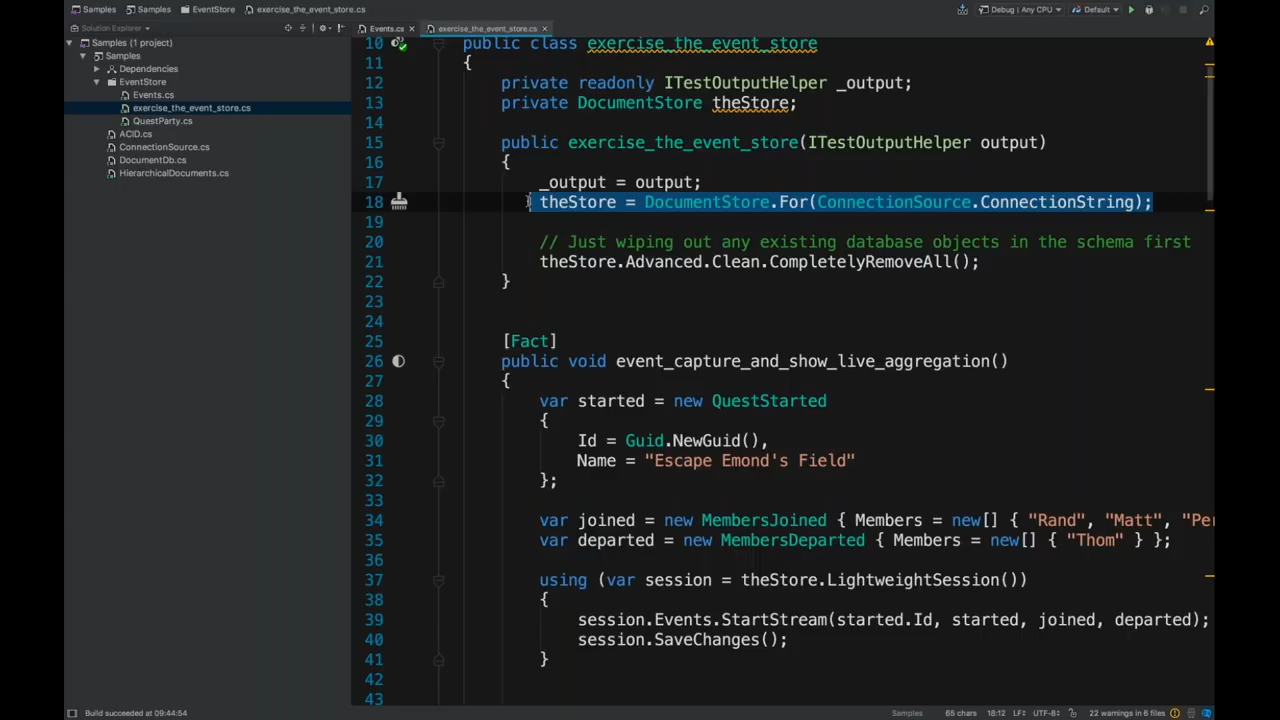 Samples Samples EventStore exercise_the_event_store.cs Debug | Any CPU Default
Solution Explorer Events.cs exercise_the_event_store.cs
Samples (1 project)
Samples
Dependencies
EventStore
Events.cs
exercise_the_event_store.cs
QuestParty.cs
ACID.cs
ConnectionSource.cs
DocumentDb.cs
HierarchicalDocuments.cs
10 public class exercise_the_event_store
11 {
12 private readonly ITestOutputHelper _output;
13 private DocumentStore theStore;
14
15 public exercise_the_event_store(ITestOutputHelper output)
16 {
17 _output = output;
18 theStore = DocumentStore.For(ConnectionSource.ConnectionString);
19
20 // Just wiping out any existing database objects in the schema first
21 theStore.Advanced.Clean.CompletelyRemoveAll();
22 }
23
24
25 [Fact]
26 public void event_capture_and_show_live_aggregation()
27 {
28 var started = new QuestStarted
29 {
30 Id = Guid.NewGuid(),
31 Name = "Escape Emond's Field"
32 };
33
34 var joined = new MembersJoined { Members = new[] { "Rand", "Matt", "Per
35 var departed = new MembersDeparted { Members = new[] { "Thom" } };
36
37 using (var session = theStore.LightweightSession())
38 {
39 session.Events.StartStream(started.Id, started, joined, departed);
40 session.SaveChanges();
41 }
42
43
Build succeeded at 09:44:54 Samples 65 chars 18:12 LF÷ UTF-8÷ 22 warnings in 6 files